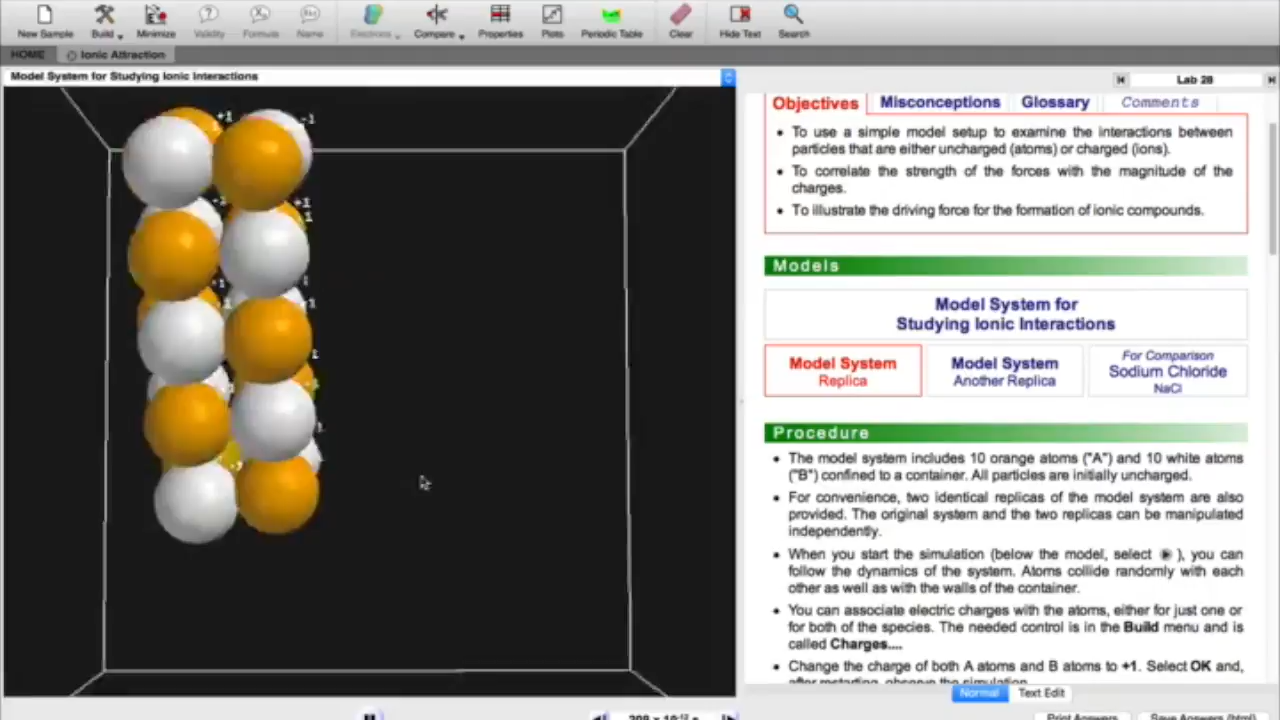 New Sample Build Minimize Validity Formula Name Electrons Compare Properties Plots Periodic Table Clear Hide Text Search
HOME Ionic Attraction
Model System for Studying Ionic Interactions
Lab 28
Objectives Misconceptions Glossary Comments
• To use a simple model setup to examine the interactions between
particles that are either uncharged (atoms) or charged (ions).
• To correlate the strength of the forces with the magnitude of the
charges.
• To illustrate the driving force for the formation of ionic compounds.
Models
Model System for
Studying Ionic Interactions
Model System
Replica
Model System
Another Replica
For Comparison
Sodium Chloride
NaCl
Procedure
• The model system includes 10 orange atoms ("A") and 10 white atoms
("B") confined to a container. All particles are initially uncharged.
• For convenience, two identical replicas of the model system are also
provided. The original system and the two replicas can be manipulated
independently.
• When you start the simulation (below the model, select ), you can
follow the dynamics of the system. Atoms collide randomly with each
other as well as with the walls of the container.
• You can associate electric charges with the atoms, either for just one or
for both of the species. The needed control is in the Build menu and is
called Charges....
• Change the charge of both A atoms and B atoms to +1. Select OK and,
after restarting, observe the simulation.
Normal Text Edit
Print Answers Save Answers (html)
+1 -1
+1